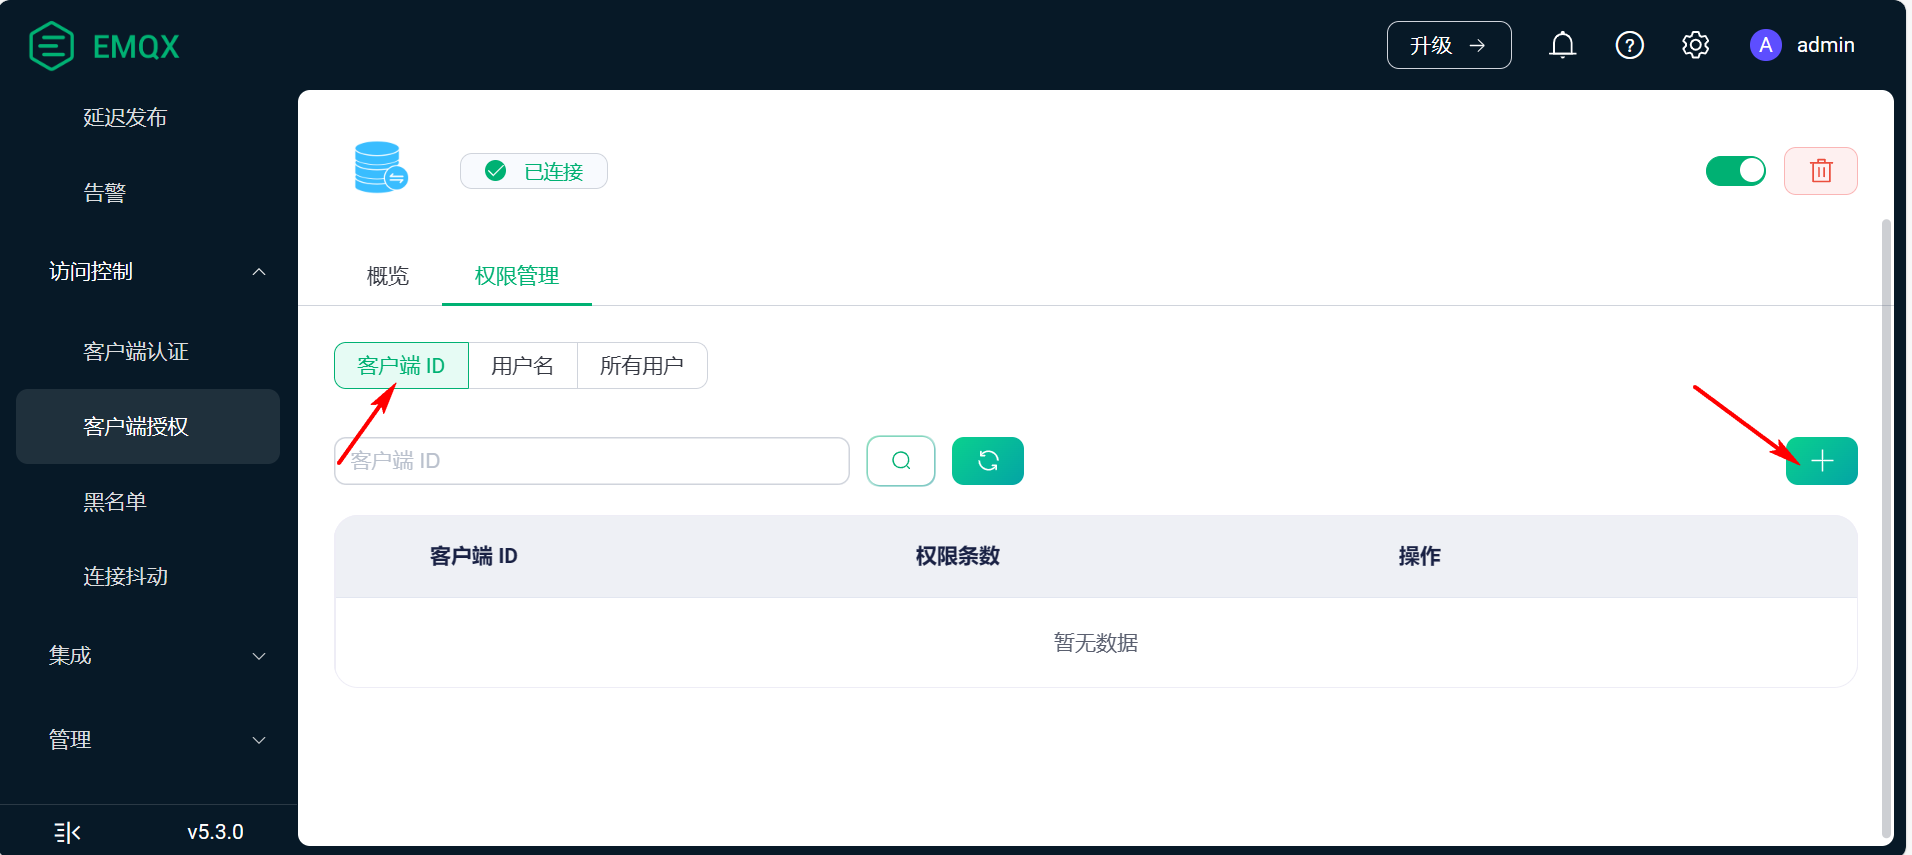 EMQX
升级
admin
延迟发布
告警
访问控制
客户端认证
客户端授权
黑名单
连接抖动
集成
管理
v5.3.0
已连接
概览 权限管理
客户端 ID 用户名 所有用户
客户端 ID
客户端 ID 权限条数 操作
暂无数据